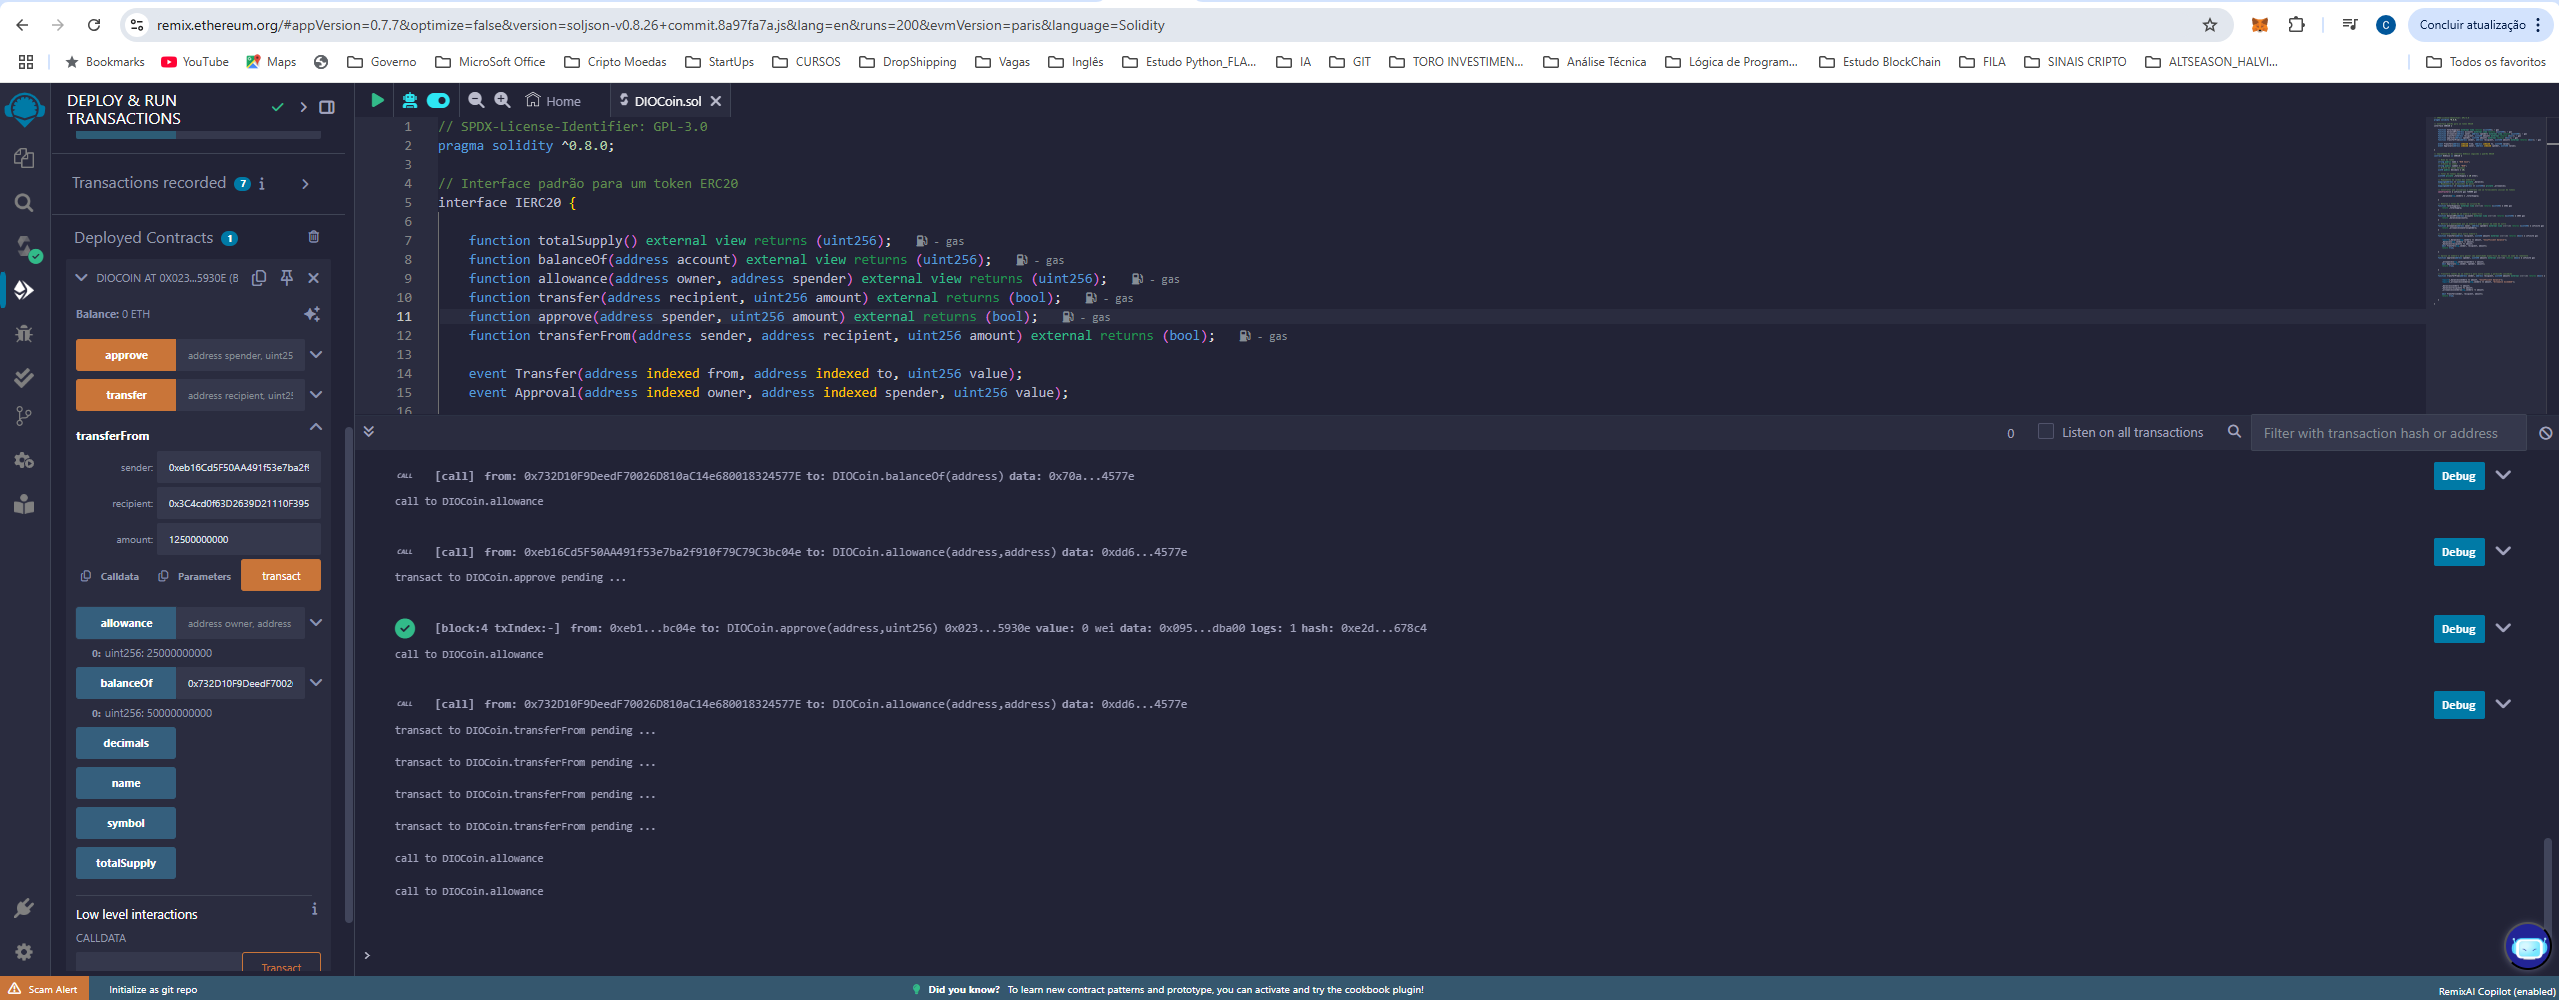 remix.ethereum.org/#appVersion=0.7.7&optimize=false&version=soljson-v0.8.26+commit.8a97fa7a.js&lang=en&runs=200&evmVersion=paris&language=Solidity
C
Concluir atualização
Bookmarks YouTube Maps Governo MicroSoft Office Cripto Moedas StartUps CURSOS DropShipping Vagas Inglês Estudo Python_FLA... IA GIT TORO INVESTIMEN... Análise Técnica Lógica de Program... Estudo BlockChain FILA SINAIS CRIPTO ALTSEASON_HALVI... Todos os favoritos
DEPLOY & RUN
TRANSACTIONS
Transactions recorded 7 i
Deployed Contracts 1
DIOCOIN AT 0X023...5930E (B
Balance: 0 ETH
approve address spender, uint25
transfer address recipient, uint25
transferFrom
sender: 0xeb16Cd5F50AA491f53e7ba2f9
recipient: 0x3C4cd0f63D2639D21110F395
amount: 12500000000
Calldata Parameters transact
allowance address owner, address
0: uint256: 25000000000
balanceOf 0x732D10F9DeedF7002
0: uint256: 50000000000
decimals
name
symbol
totalSupply
Low level interactions i
CALLDATA
Transact
Home DIOCoin.sol
1 // SPDX-License-Identifier: GPL-3.0
2 pragma solidity ^0.8.0;
3
4 // Interface padrão para um token ERC20
5 interface IERC20 {
6
7 function totalSupply() external view returns (uint256); - gas
8 function balanceOf(address account) external view returns (uint256); - gas
9 function allowance(address owner, address spender) external view returns (uint256); - gas
10 function transfer(address recipient, uint256 amount) external returns (bool); - gas
11 function approve(address spender, uint256 amount) external returns (bool); - gas
12 function transferFrom(address sender, address recipient, uint256 amount) external returns (bool); - gas
13
14 event Transfer(address indexed from, address indexed to, uint256 value);
15 event Approval(address indexed owner, address indexed spender, uint256 value);
16
0 Listen on all transactions Filter with transaction hash or address
CALL [call] from: 0x732D10F9DeedF70026D810aC14e680018324577E to: DIOCoin.balanceOf(address) data: 0x70a...4577e Debug
call to DIOCoin.allowance
CALL [call] from: 0xeb16Cd5F50AA491f53e7ba2f910f79C79C3bc04e to: DIOCoin.allowance(address,address) data: 0xdd6...4577e Debug
transact to DIOCoin.approve pending ...
[block:4 txIndex:-] from: 0xeb1...bc04e to: DIOCoin.approve(address,uint256) 0x023...5930e value: 0 wei data: 0x095...dba00 logs: 1 hash: 0xe2d...678c4 Debug
call to DIOCoin.allowance
CALL [call] from: 0x732D10F9DeedF70026D810aC14e680018324577E to: DIOCoin.allowance(address,address) data: 0xdd6...4577e Debug
transact to DIOCoin.transferFrom pending ...
transact to DIOCoin.transferFrom pending ...
transact to DIOCoin.transferFrom pending ...
transact to DIOCoin.transferFrom pending ...
call to DIOCoin.allowance
call to DIOCoin.allowance
>
Scam Alert Initialize as git repo Did you know? To learn new contract patterns and prototype, you can activate and try the cookbook plugin! RemixAI Copilot (enabled)